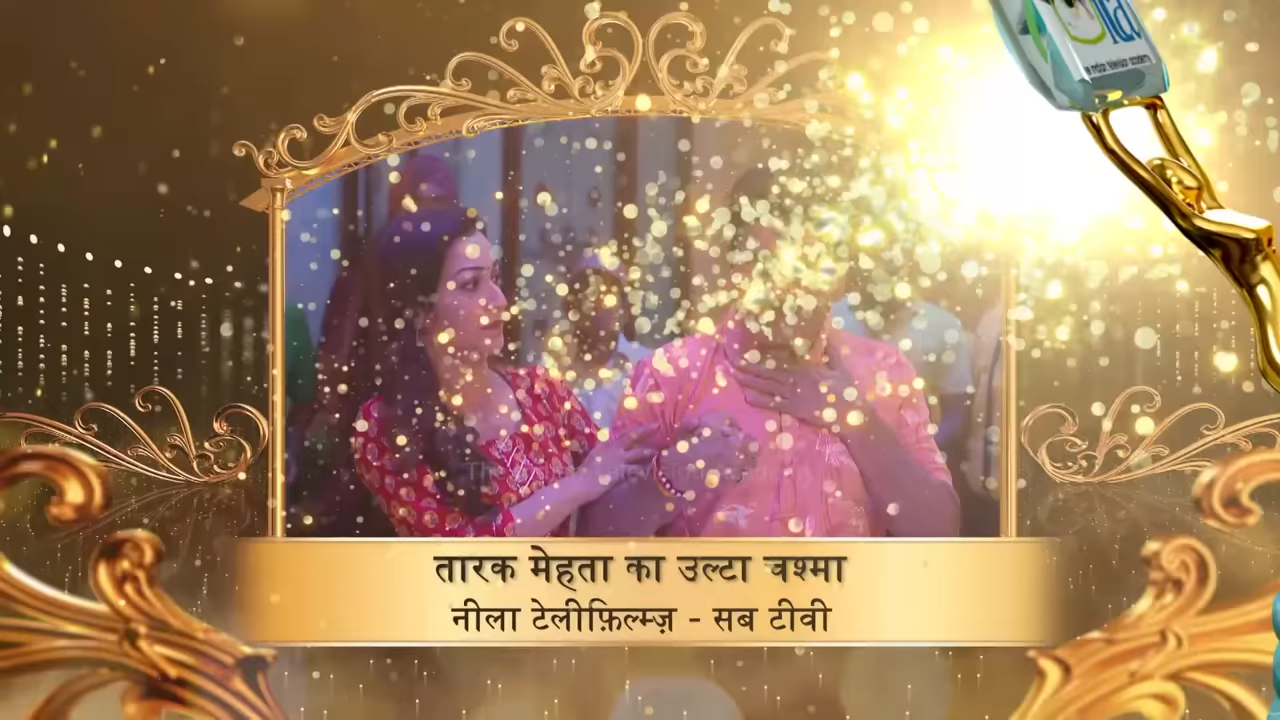 तारक मेहता का उल्टा चश्मा
नीला टेलीफ़िल्म्ज़ - सब टीवी